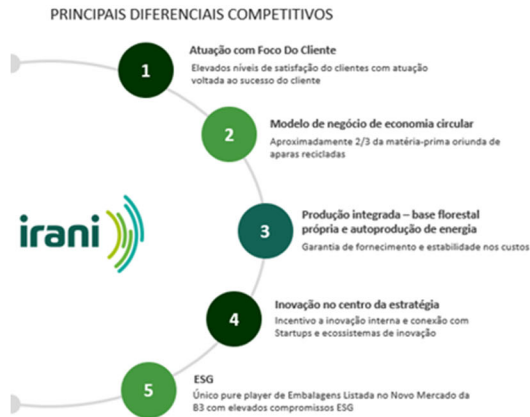 PRINCIPAIS DIFERENCIAIS COMPETITIVOS
1
Atuação com Foco Do Cliente
Elevados níveis de satisfação do clientes com atuação
voltada ao sucesso do cliente
2
Modelo de negócio de economia circular
Aproximadamente 2/3 da matéria-prima oriunda de
aparas recicladas
irani
3
Produção integrada – base florestal
própria e autoprodução de energia
Garantia de fornecimento e estabilidade nos custos
4
Inovação no centro da estratégia
Incentivo a inovação interna e conexão com
Startups e ecossistemas de inovação
5
ESG
Único pure player de Embalagens Listada no Novo Mercado da
B3 com elevados compromissos ESG